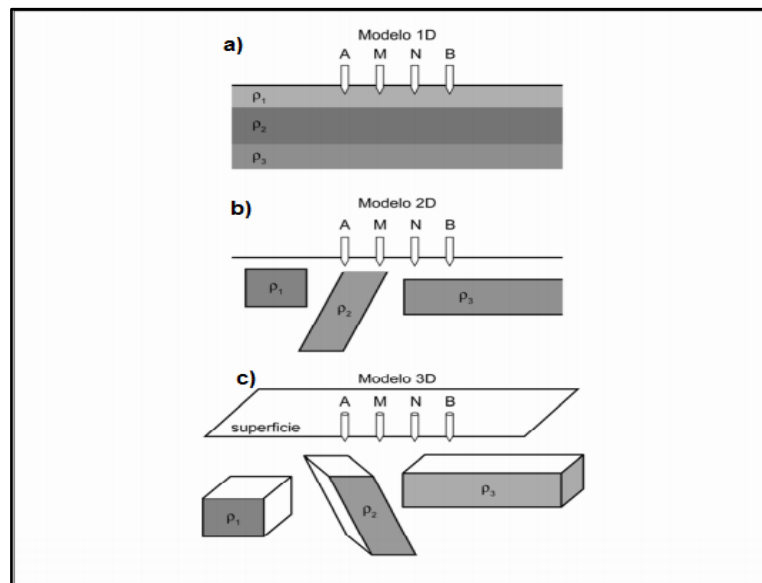 a)
Modelo 1D
A M N B
ρ₁
ρ₂
ρ₃
b)
Modelo 2D
A M N B
ρ₁
ρ₂
ρ₃
c)
Modelo 3D
A M N B
superficie
ρ₁
ρ₂
ρ₃